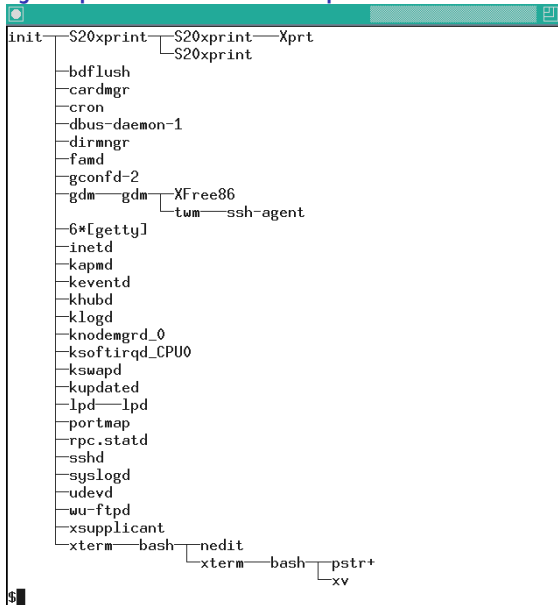 init─┬─S20xprint─┬─S20xprint───Xprt
     │           └─S20xprint
     ├─bdflush
     ├─cardmgr
     ├─cron
     ├─dbus-daemon-1
     ├─dirmngr
     ├─famd
     ├─gconfd-2
     ├─gdm───gdm─┬─XFree86
     │           └─twm───ssh-agent
     ├─6*[getty]
     ├─inetd
     ├─kapmd
     ├─keventd
     ├─khubd
     ├─klogd
     ├─knodemgrd_0
     ├─ksoftirqd_CPU0
     ├─kswapd
     ├─kupdated
     ├─lpd───lpd
     ├─portmap
     ├─rpc.statd
     ├─sshd
     ├─syslogd
     ├─udevd
     ├─wu-ftpd
     ├─xsupplicant
     └─xterm───bash─┬─nedit
                    └─xterm───bash─┬─pstr+
                                   └─xv
$